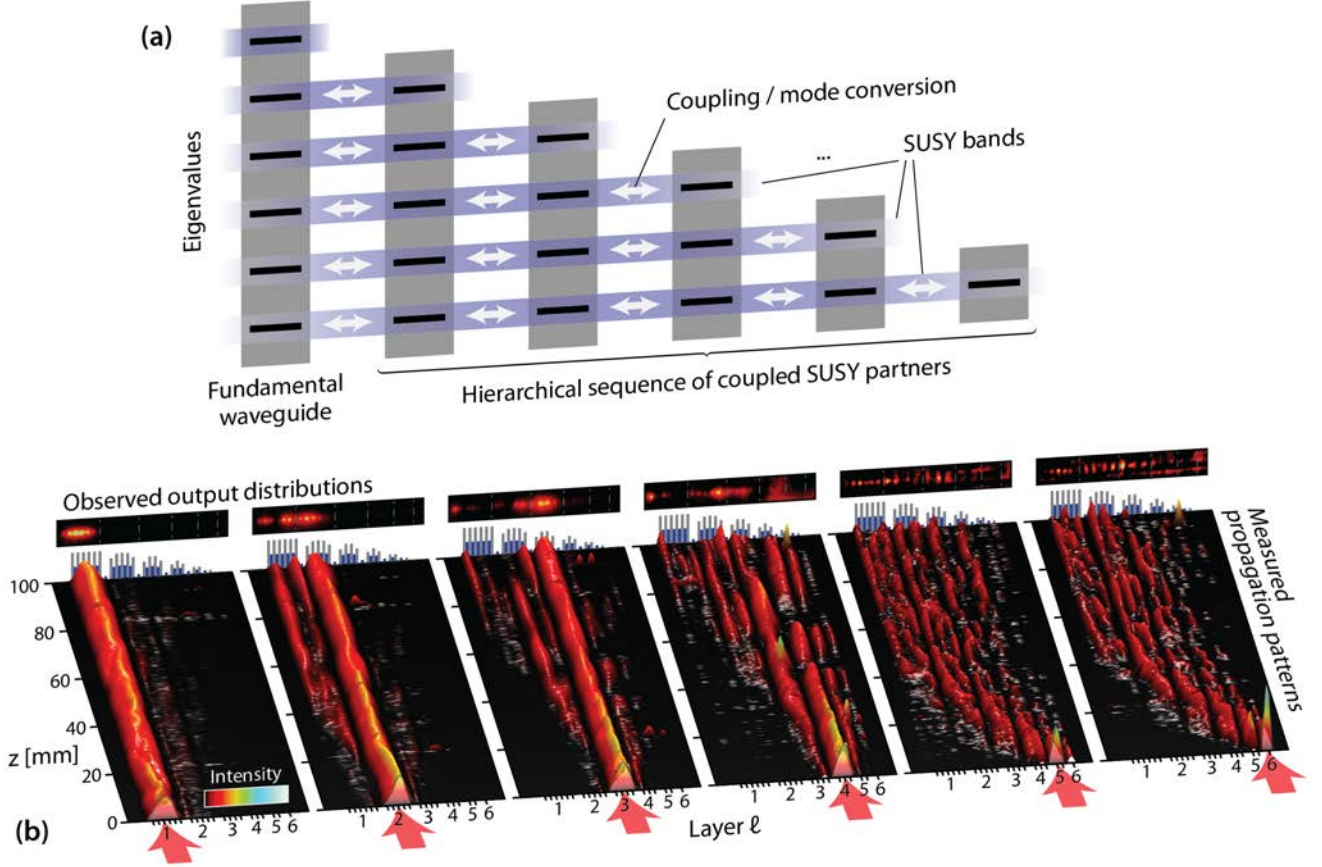 (a)
Eigenvalues
Coupling / mode conversion
...
SUSY bands
Fundamental
waveguide
Hierarchical sequence of coupled SUSY partners
Observed output distributions
Measured
propagation patterns
100
80
60
40
20
0
z [mm]
Intensity
1 2 3 4 5 6
1 2 3 4 5 6
1 2 3 4 5 6
1 2 3 4 5 6
1 2 3 4 5 6
1 2 3 4 5 6
(b)
Layer ℓ